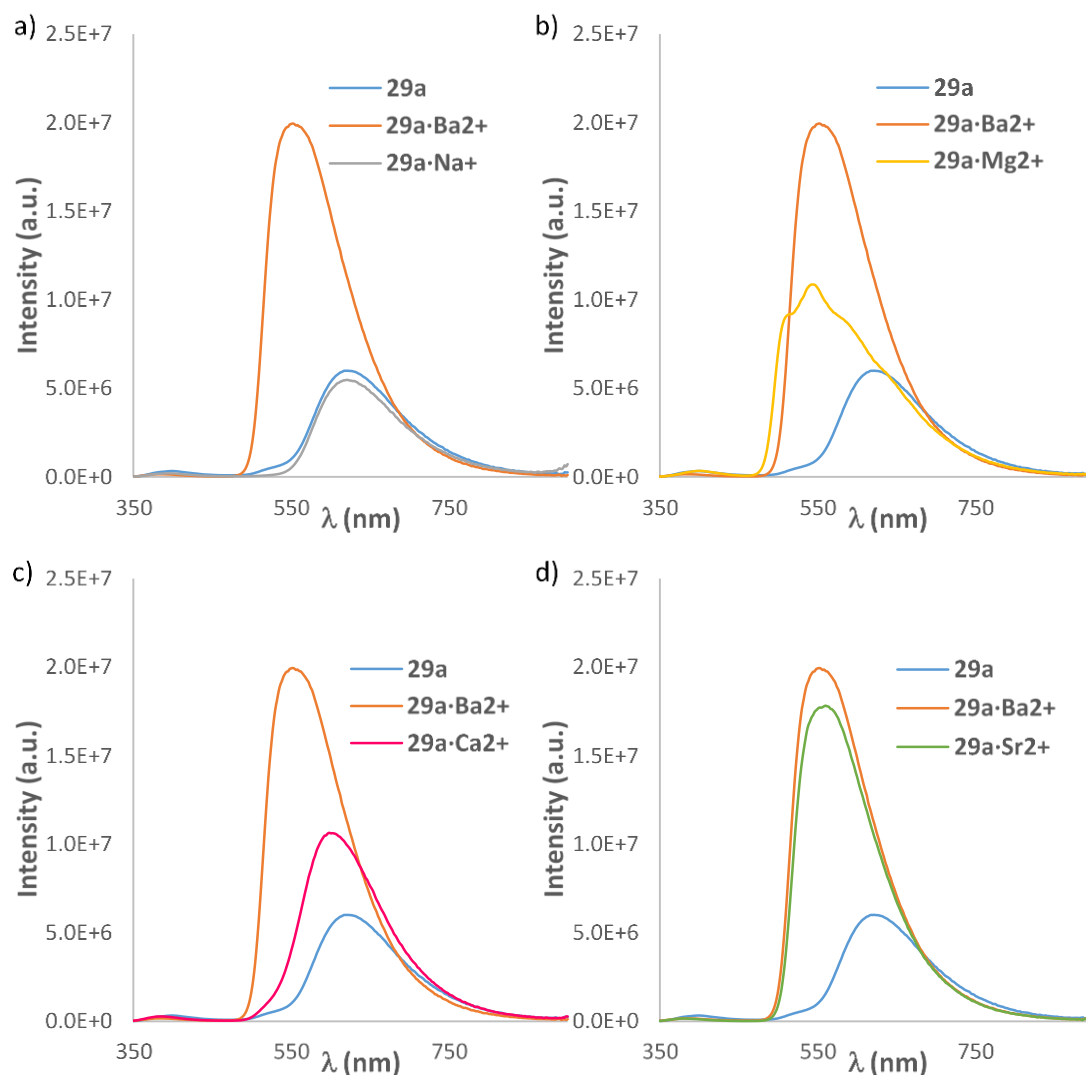 a)
2.5E+7
2.0E+7
1.5E+7
1.0E+7
5.0E+6
0.0E+0
Intensity (a.u.)
29a
29a·Ba2+
29a·Na+
350
550
750
λ (nm)
b)
2.5E+7
2.0E+7
1.5E+7
1.0E+7
5.0E+6
0.0E+0
Intensity (a.u.)
29a
29a·Ba2+
29a·Mg2+
350
550
750
λ (nm)
c)
2.5E+7
2.0E+7
1.5E+7
1.0E+7
5.0E+6
0.0E+0
Intensity (a.u.)
29a
29a·Ba2+
29a·Ca2+
350
550
750
λ (nm)
d)
2.5E+7
2.0E+7
1.5E+7
1.0E+7
5.0E+6
0.0E+0
Intensity (a.u.)
29a
29a·Ba2+
29a·Sr2+
350
550
750
λ (nm)